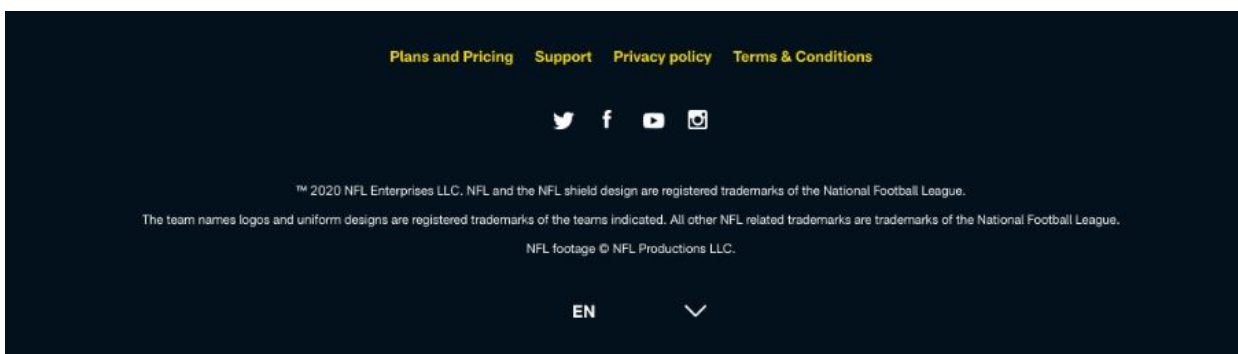 Plans and Pricing Support Privacy policy Terms & Conditions
™ 2020 NFL Enterprises LLC. NFL and the NFL shield design are registered trademarks of the National Football League.
The team names logos and uniform designs are registered trademarks of the teams indicated. All other NFL related trademarks are trademarks of the National Football League.
NFL footage © NFL Productions LLC.
EN